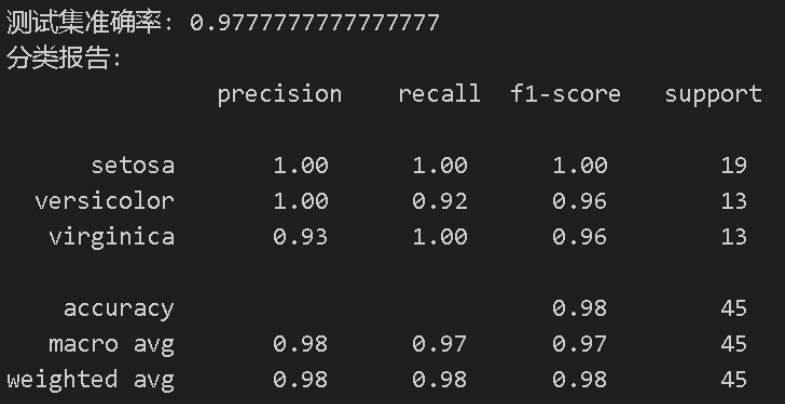 测试集准确率: 0.9777777777777777
分类报告:
precision recall f1-score support
setosa 1.00 1.00 1.00 19
versicolor 1.00 0.92 0.96 13
virginica 0.93 1.00 0.96 13
accuracy 0.98 45
macro avg 0.98 0.97 0.97 45
weighted avg 0.98 0.98 0.98 45